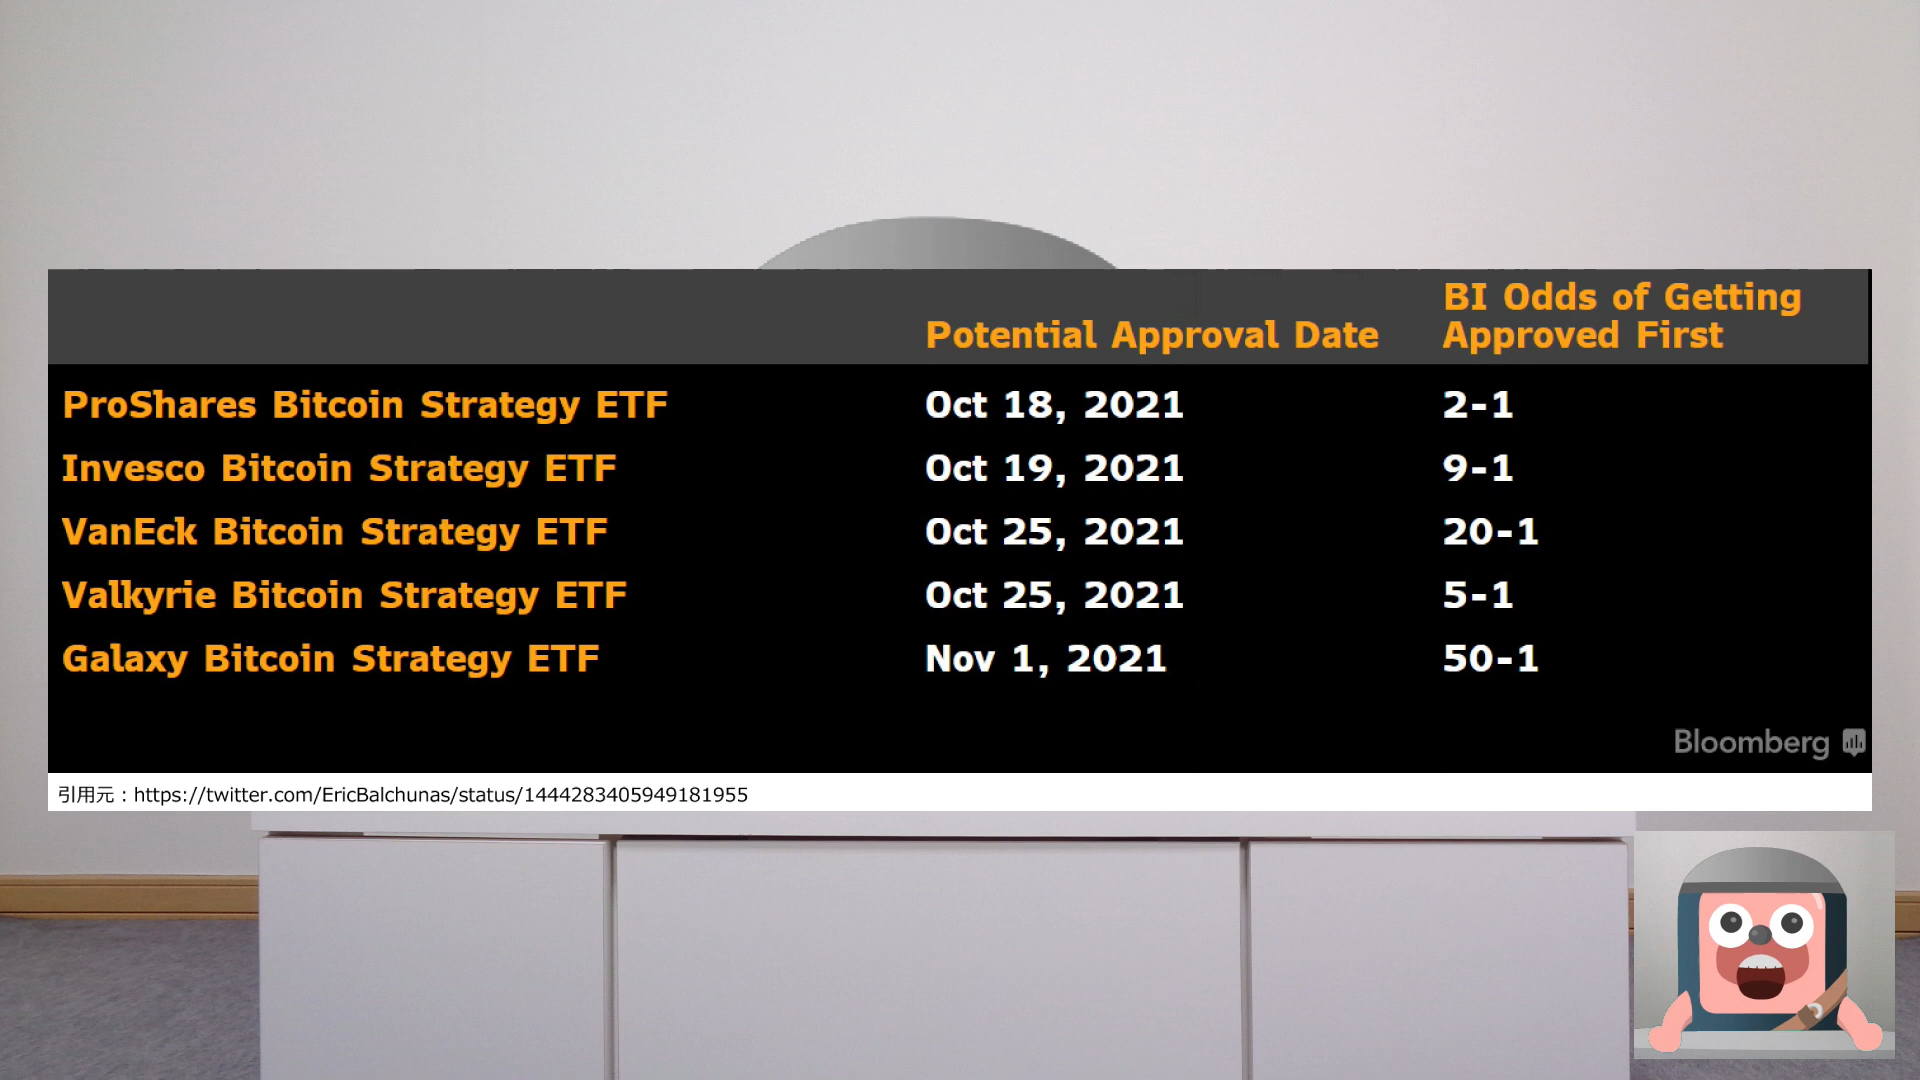 Potential Approval Date BI Odds of Getting Approved First
ProShares Bitcoin Strategy ETF Oct 18, 2021 2-1
Invesco Bitcoin Strategy ETF Oct 19, 2021 9-1
VanEck Bitcoin Strategy ETF Oct 25, 2021 20-1
Valkyrie Bitcoin Strategy ETF Oct 25, 2021 5-1
Galaxy Bitcoin Strategy ETF Nov 1, 2021 50-1
Bloomberg
引用元：https://twitter.com/EricBalchunas/status/1444283405949181955